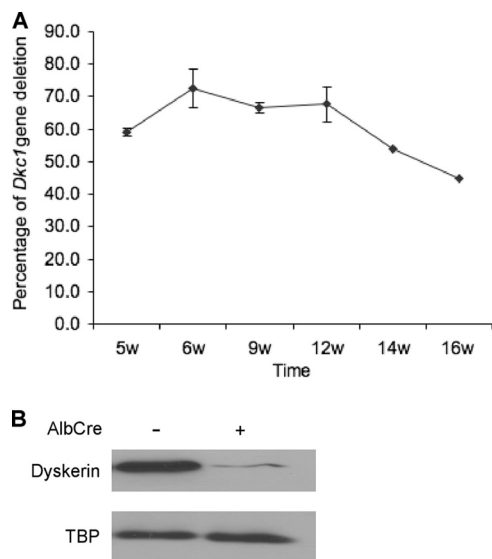 A
90.0
80.0
70.0
60.0
50.0
40.0
30.0
20.0
10.0
0.0
Percentage of Dkc1 gene deletion
5w 6w 9w 12w 14w 16w
Time
B
AlbCre - +
Dyskerin
TBP